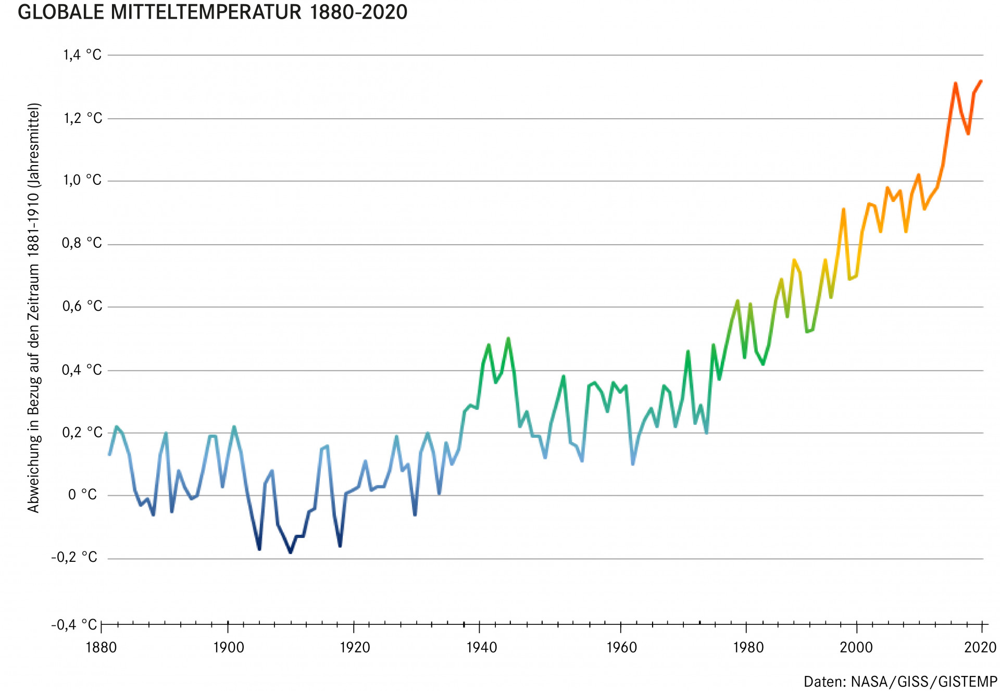 GLOBALE MITTELTEMPERATUR 1880-2020
Abweichung in Bezug auf den Zeitraum 1881-1910 (Jahresmittel)
1,4 °C
1,2 °C
1,0 °C
0,8 °C
0,6 °C
0,4 °C
0,2 °C
0 °C
-0,2 °C
-0,4 °C
1880 1900 1920 1940 1960 1980 2000 2020
Daten: NASA/GISS/GISTEMP